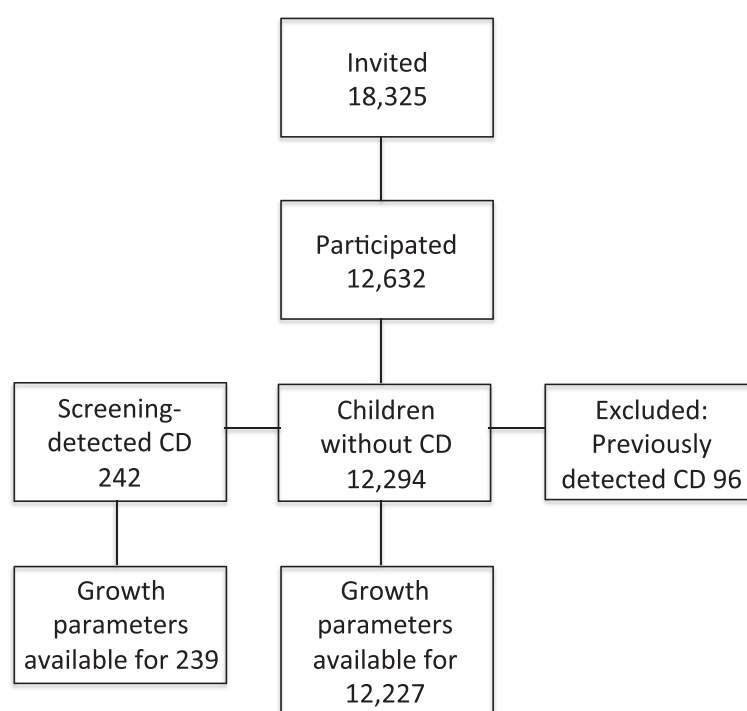 Invited
18,325
Participated
12,632
Screening-
detected CD
242
Children
without CD
12,294
Excluded:
Previously
detected CD 96
Growth
parameters
available for 239
Growth
parameters
available for
12,227